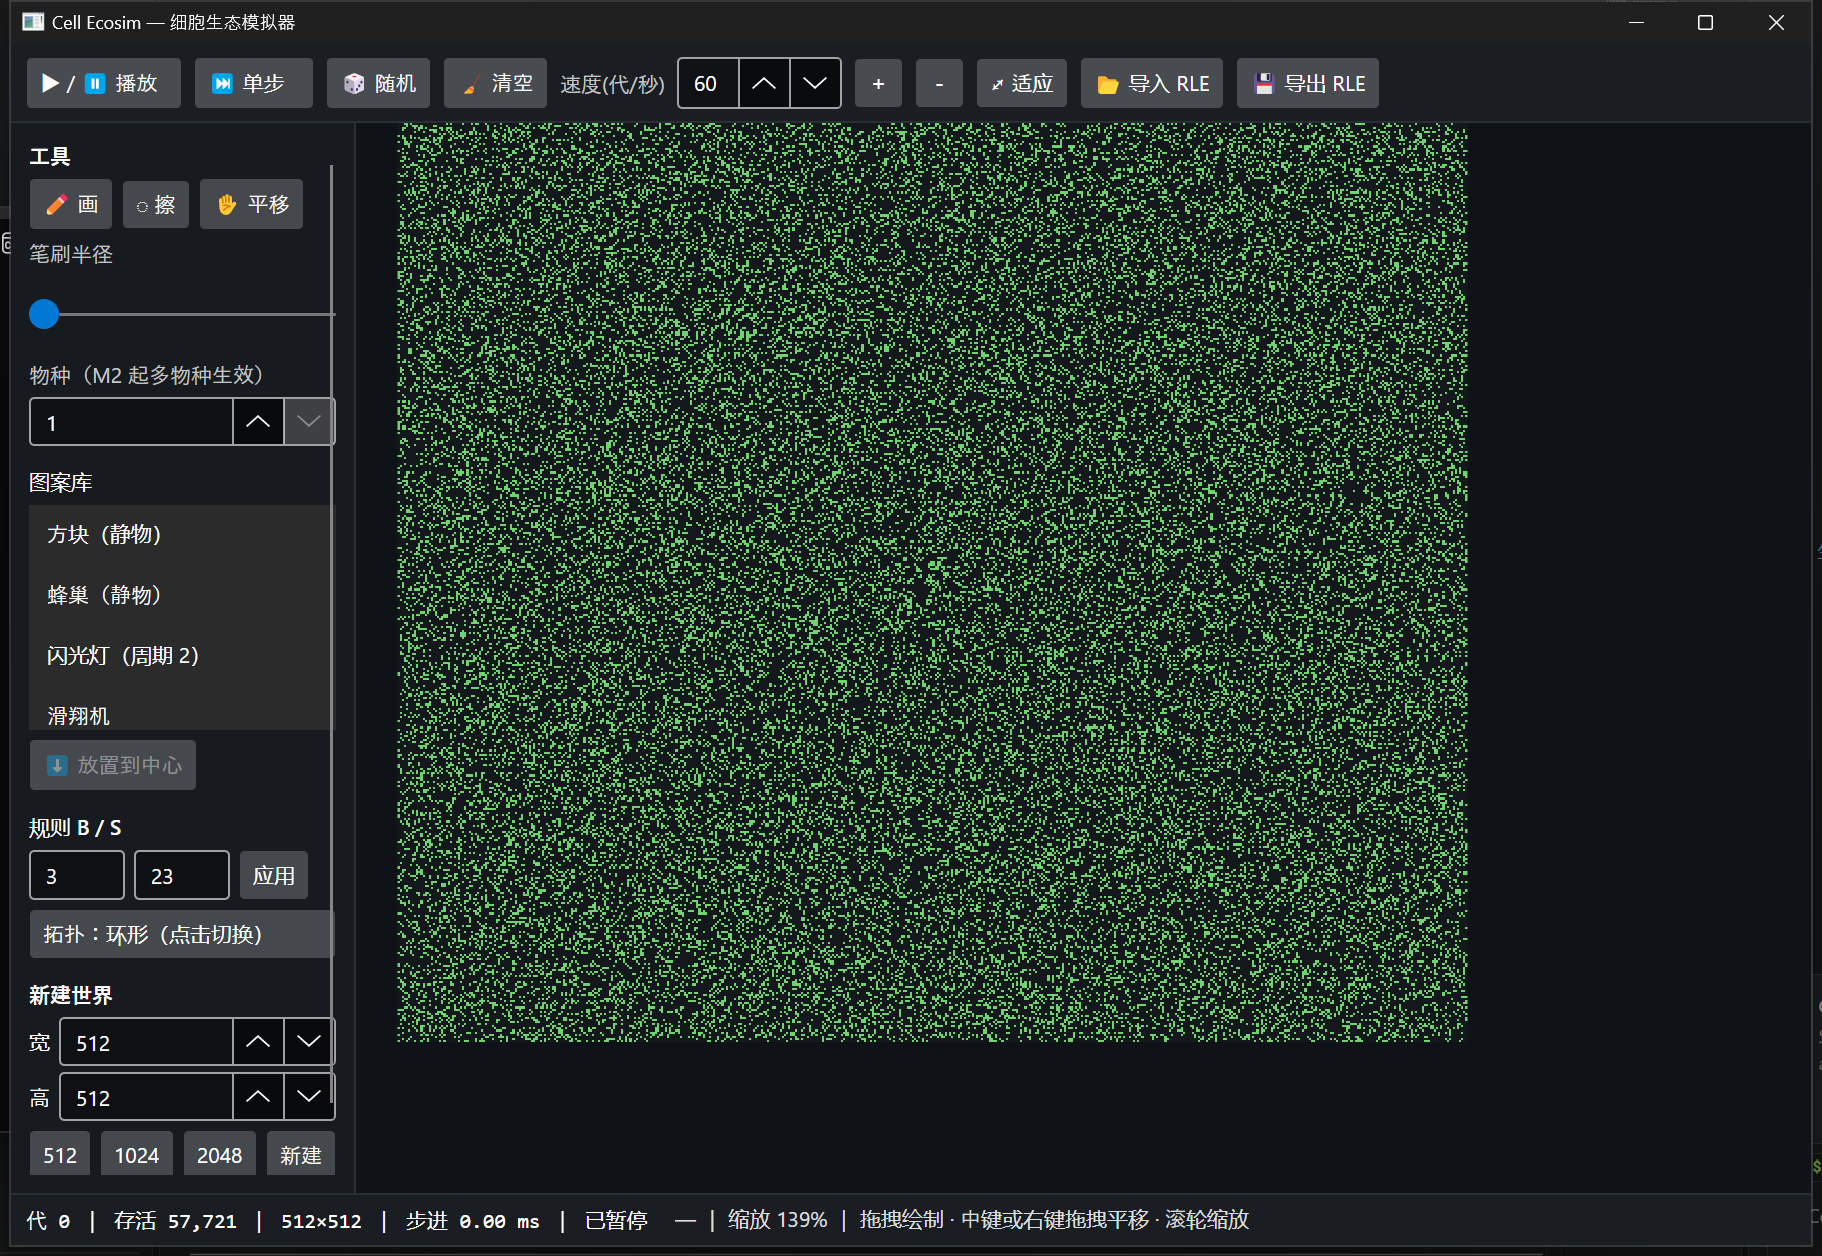 Cell Ecosim — 细胞生态模拟器
▶ / ⏸ 播放 ⏭ 单步 🎲 随机 🧹 清空 速度(代/秒) 60 + - ⤢ 适应 📂 导入 RLE 💾 导出 RLE
工具
✏️ 画 ◌ 擦 ✋ 平移
笔刷半径
物种（M2 起多物种生效）
1
图案库
方块（静物）
蜂巢（静物）
闪光灯（周期 2）
滑翔机
⬇ 放置到中心
规则 B / S
3 23 应用
拓扑：环形（点击切换）
新建世界
宽 512
高 512
512 1024 2048 新建
代 0 | 存活 57,721 | 512×512 | 步进 0.00 ms | 已暂停 — | 缩放 139% | 拖拽绘制 · 中键或右键拖拽平移 · 滚轮缩放